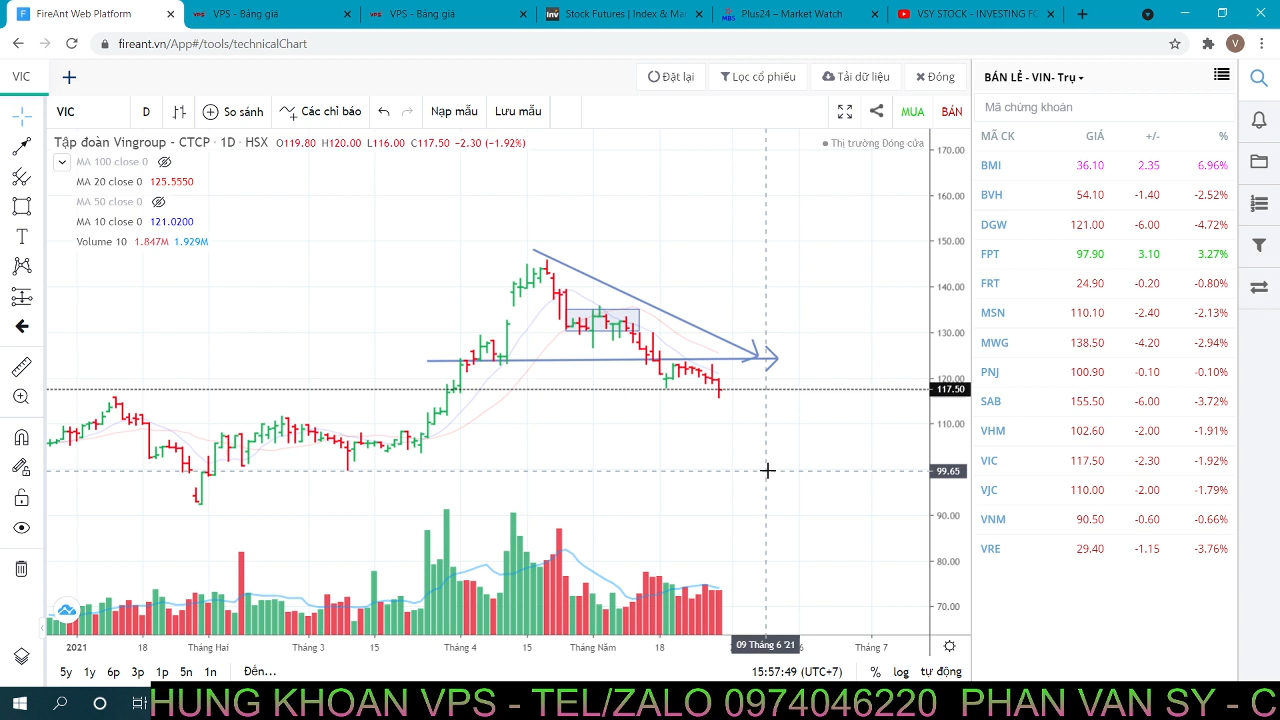 FireAnt Web Platform
VPS - Bảng giá
VPS - Bảng giá
Stock Futures | Index & Ma
Plus24 – Market Watch
VSY STOCK - INVESTING FO
fireant.vn/App#/tools/technicalChart
V
VIC
Đặt lại
Lọc cổ phiếu
Tải dữ liệu
Đóng
BÁN LẺ - VIN- Trụ
VIC
D
So sánh
Các chỉ báo
Nạp mẫu
Lưu mẫu
MUA
BÁN
Mã chứng khoán
Tập đoàn Vingroup - CTCP · 1D · HSX O119.80 H120.00 L116.00 C117.50 −2.30 (−1.92%)
Thị trường Đóng cửa
MA 100 close 0
MA 20 close 0 125.5550
MA 50 close 0
MA 10 close 0 121.0200
Volume 10 1.847M 1.929M
170.00
160.00
150.00
140.00
130.00
120.00
117.50
110.00
99.65
90.00
80.00
70.00
MÃ CK GIÁ +/- %
BMI 36.10 2.35 6.96%
BVH 54.10 -1.40 -2.52%
DGW 121.00 -6.00 -4.72%
FPT 97.90 3.10 3.27%
FRT 24.90 -0.20 -0.80%
MSN 110.10 -2.40 -2.13%
MWG 138.50 -4.20 -2.94%
PNJ 100.90 -0.10 -0.10%
SAB 155.50 -6.00 -3.72%
VHM 102.60 -2.00 -1.91%
VIC 117.50 -2.30 -1.92%
VJC 110.00 -2.00 -1.79%
VNM 90.50 -0.60 -0.66%
VRE 29.40 -1.15 -3.76%
2021 18 Tháng Hai Tháng 3 15 Tháng 4 15 Tháng Năm 18 09 Tháng 6 '21 Tháng 7
5y 1y 6p 3p 1p 5n 1n Đến...
15:57:49 (UTC+7) % log tự động
HUNG KHOAN VPS - TEL/ZALO 0974046220 PHAN VAN SY - C